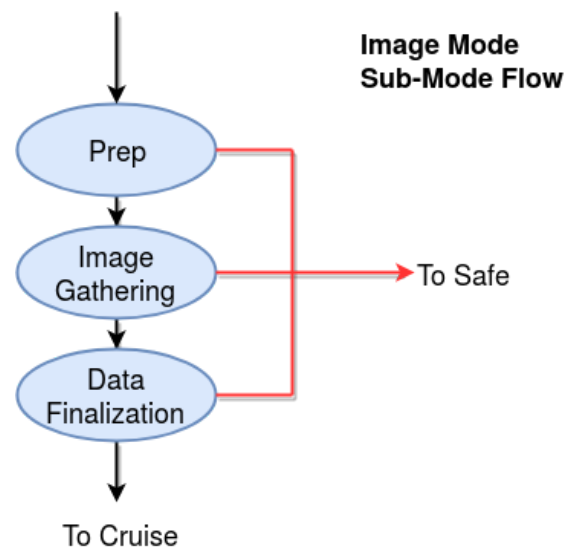 Image Mode
Sub-Mode Flow
Prep
Image
Gathering
To Safe
Data
Finalization
To Cruise